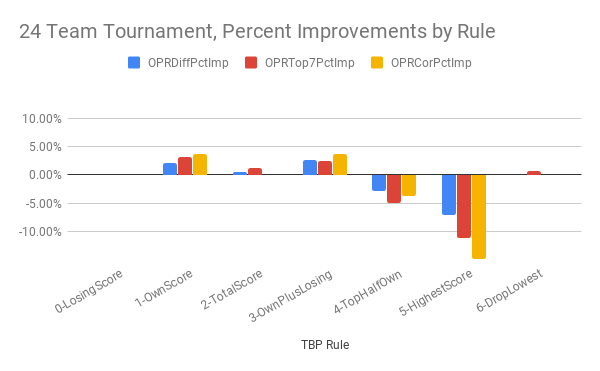 24 Team Tournament, Percent Improvements by Rule
OPRDiffPctImp OPRTop7PctImp OPRCorPctImp
10.00%
5.00%
0.00%
-5.00%
-10.00%
0-LosingScore
1-OwnScore
2-TotalScore
3-OwnPlusLosing
4-TopHalfOwn
5-HighestScore
6-DropLowest
TBP Rule